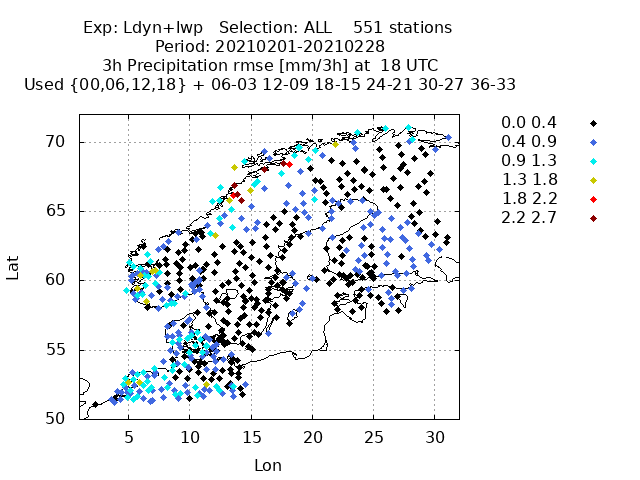 Exp: Ldyn+lwp   Selection: ALL    551 stations
Period: 20210201-20210228
3h Precipitation rmse [mm/3h] at  18 UTC
Used {00,06,12,18} + 06-03 12-09 18-15 24-21 30-27 36-33
0.0 0.4
0.4 0.9
0.9 1.3
1.3 1.8
1.8 2.2
2.2 2.7
Lat
70
65
60
55
50
5 10 15 20 25 30
Lon